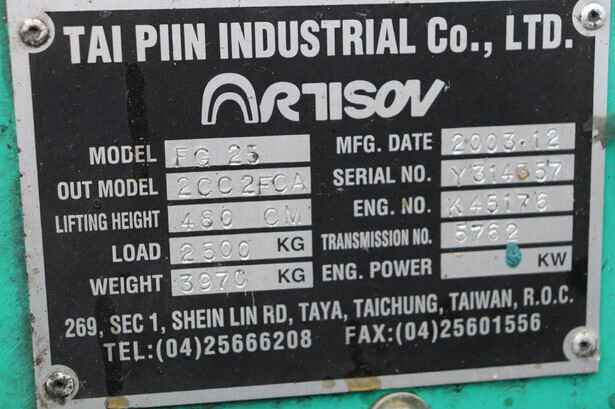 TAI PIIN INDUSTRIAL Co., LTD.
ARTISON
MODEL FG 25
MFG. DATE 2003.12
OUT MODEL 2CC2FCA
SERIAL NO. Y314357
LIFTING HEIGHT 480 CM
ENG. NO. K45176
LOAD 2500 KG
TRANSMISSION NO. 5762
WEIGHT 3970 KG
ENG. POWER KW
269, SEC 1, SHEIN LIN RD, TAYA, TAICHUNG, TAIWAN, R.O.C.
TEL:(04)25666208 FAX:(04)25601556